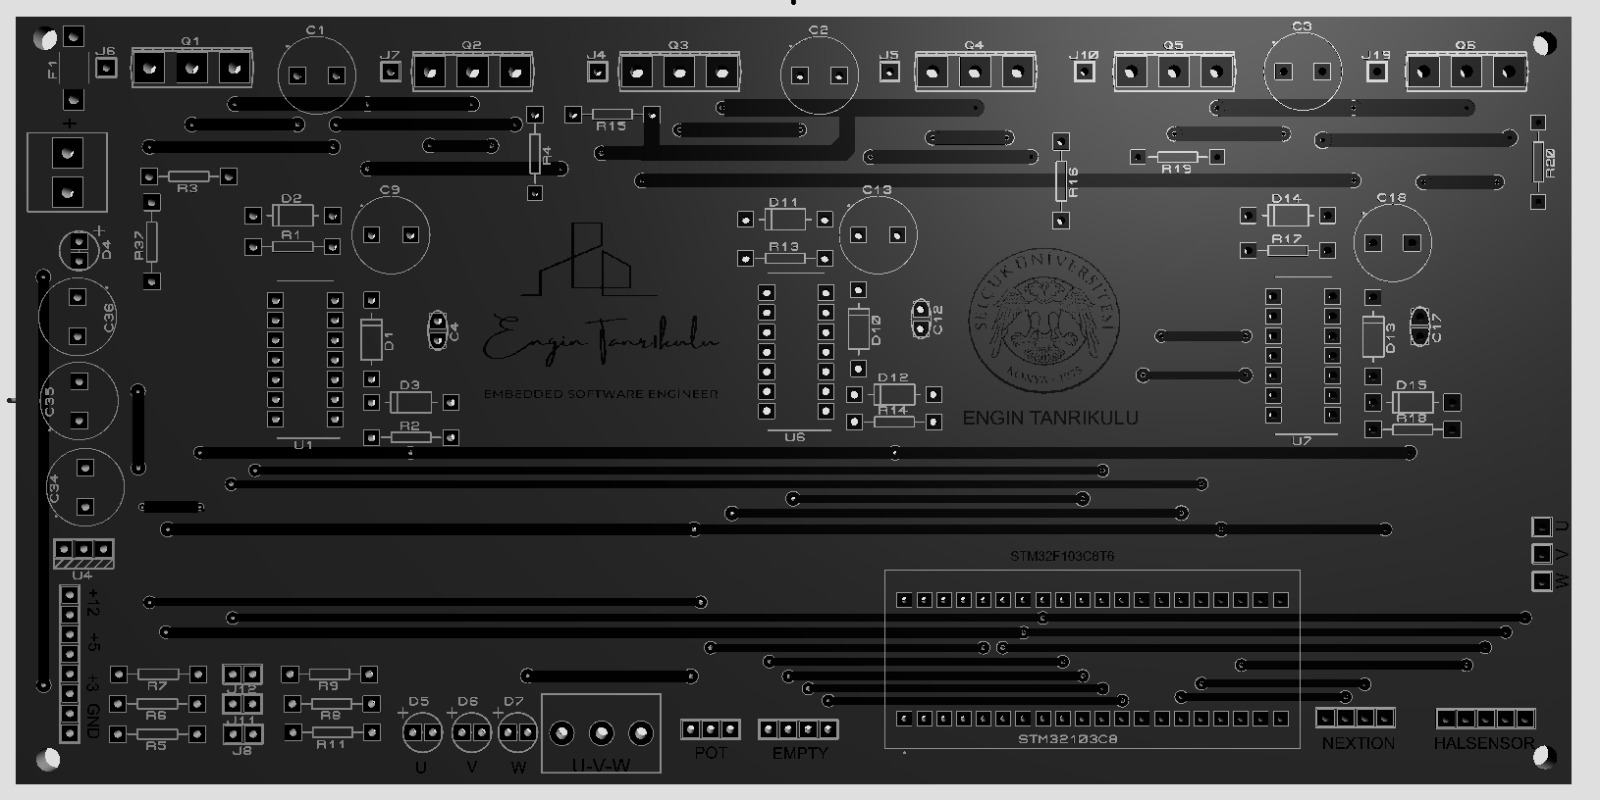 J6 Q1 C1 J7 Q2 J4 Q3 C2 J5 Q4 J10 Q5 C3 J19 Q6
F1
+
R15
R4
R3
R16
R19
R20
D2
R1
C9
R37
D4 +
D11
R13
C13
D14
R17
C18
C36
D1
C4
Engin Tanrıkulu
EMBEDDED SOFTWARE ENGINEER
D10
C12
SELÇUK ÜNİVERSİTESİ
KONYA - 1975
ENGIN TANRIKULU
D13
C17
C35
D3
R2
U1
D12
R14
U6
D15
R18
U7
C34
U4
STM32F103C8T6
U
V
W
+12
+5
+3
GND
R7 J12 R9
R6 J11 R8
R5 J8 R11
+ D5 + D6 + D7
U V W
U-V-W
POT
EMPTY
STM32103C8
NEXTION
HALSENSOR